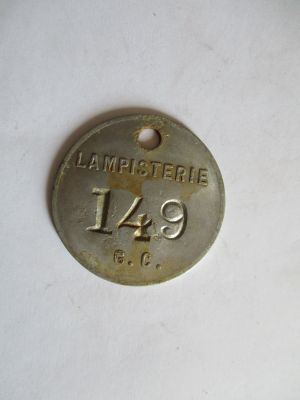 LAMPISTERIE
149
G. C.